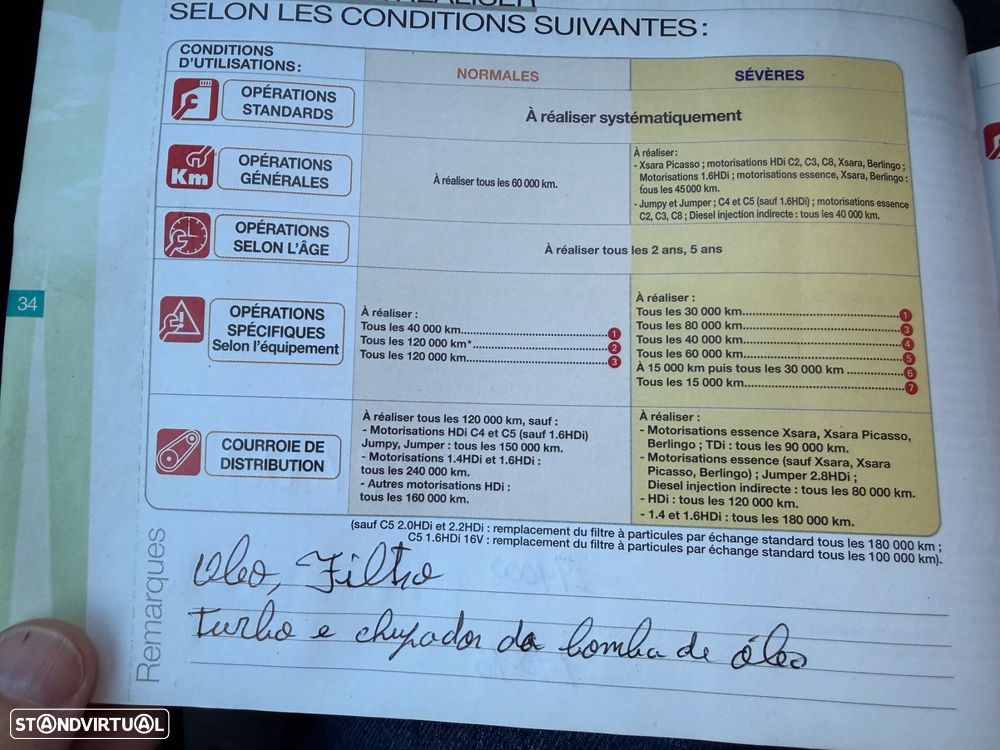 SELON LES CONDITIONS SUIVANTES :
CONDITIONS
D'UTILISATIONS :
NORMALES
SÉVÈRES
OPÉRATIONS
STANDARDS
À réaliser systématiquement
Km
OPÉRATIONS
GÉNÉRALES
À réaliser tous les 60 000 km.
À réaliser :
- Xsara Picasso ; motorisations HDi C2, C3, C8, Xsara, Berlingo ;
Motorisations 1.6HDi ; motorisations essence, Xsara, Berlingo :
tous les 45000 km.
- Jumpy et Jumper ; C4 et C5 (sauf 1.6HDi) ; motorisations essence
C2, C3, C8 ; Diesel injection indirecte : tous les 40 000 km.
OPÉRATIONS
SELON L'ÂGE
À réaliser tous les 2 ans, 5 ans
34
OPÉRATIONS
SPÉCIFIQUES
Selon l'équipement
À réaliser :
Tous les 40 000 km 1
Tous les 120 000 km* 2
Tous les 120 000 km 3
À réaliser :
Tous les 30 000 km 1
Tous les 80 000 km 3
Tous les 40 000 km 4
Tous les 60 000 km 5
À 15 000 km puis tous les 30 000 km 6
Tous les 15 000 km 7
COURROIE DE
DISTRIBUTION
À réaliser tous les 120 000 km, sauf :
- Motorisations HDi C4 et C5 (sauf 1.6HDi)
Jumpy, Jumper : tous les 150 000 km.
- Motorisations 1.4HDi et 1.6HDi :
tous les 240 000 km.
- Autres motorisations HDi :
tous les 160 000 km.
À réaliser :
- Motorisations essence Xsara, Xsara Picasso,
Berlingo ; TDi : tous les 90 000 km.
- Motorisations essence (sauf Xsara, Xsara
Picasso, Berlingo) ; Jumper 2.8HDi ;
Diesel injection indirecte : tous les 80 000 km.
- HDi : tous les 120 000 km.
- 1.4 et 1.6HDi : tous les 180 000 km.
(sauf C5 2.0HDi et 2.2HDi : remplacement du filtre à particules par échange standard tous les 180 000 km ;
C5 1.6HDi 16V : remplacement du filtre à particules par échange standard tous les 100 000 km).
Remarques
Oleo, Filtro
Turbo e chupador da bomba de óleo
STANDVIRTUAL